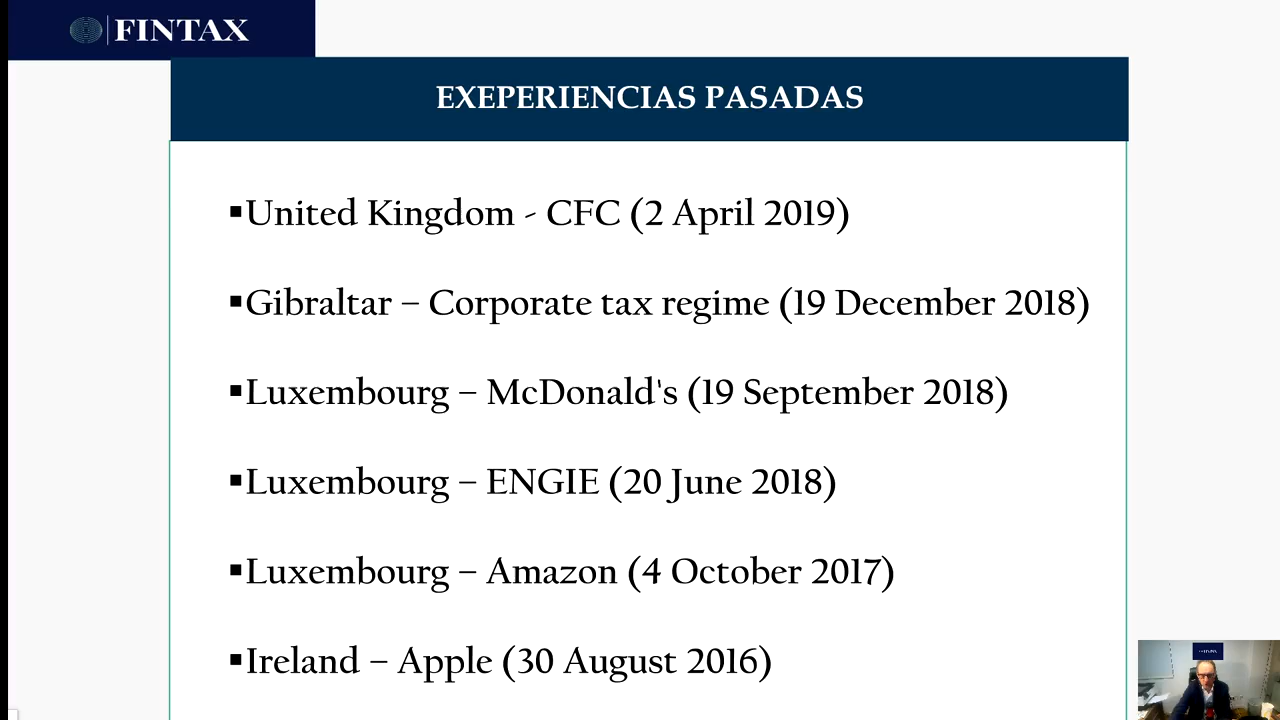 FINTAX
EXEPERIENCIAS PASADAS
▪United Kingdom - CFC (2 April 2019)
▪Gibraltar – Corporate tax regime (19 December 2018)
▪Luxembourg – McDonald's (19 September 2018)
▪Luxembourg – ENGIE (20 June 2018)
▪Luxembourg – Amazon (4 October 2017)
▪Ireland – Apple (30 August 2016)